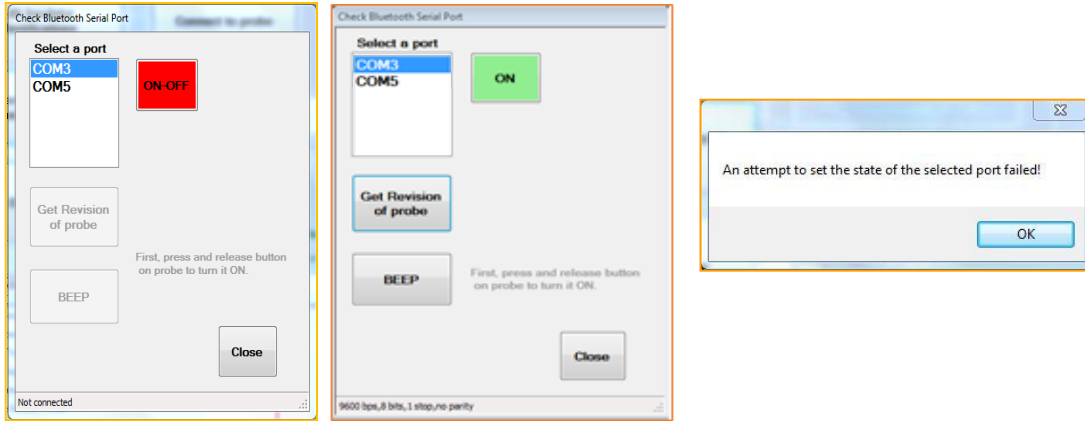 Check Bluetooth Serial Port
Select a port
COM3
COM5
ON-OFF
Get Revision
of probe
First, press and release button
on probe to turn it ON.
BEEP
Close
Not connected
Connect to probe
Check Bluetooth Serial Port
Select a port
COM3
COM5
ON
Get Revision
of probe
BEEP
First, press and release button
on probe to turn it ON.
Close
9600 bps,8 bits,1 stop,no parity
An attempt to set the state of the selected port failed!
OK